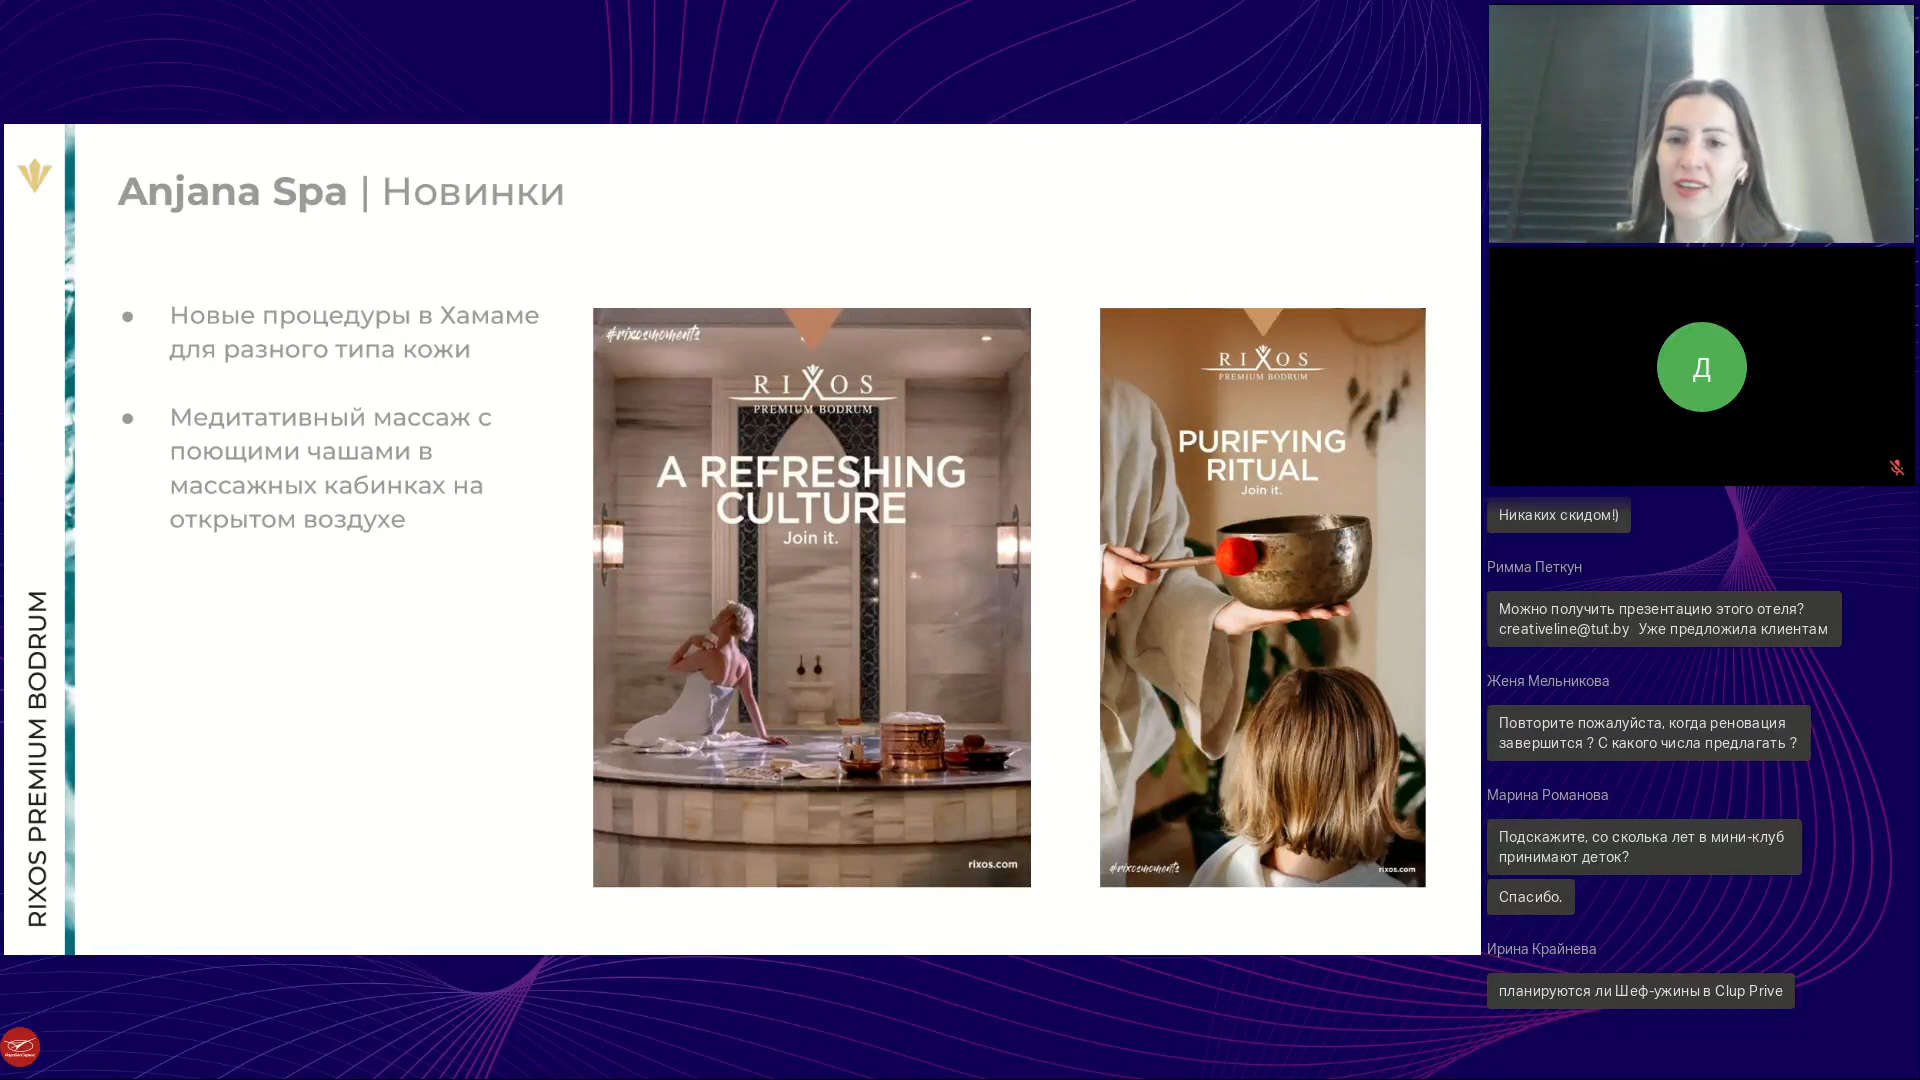 Anjana Spa | Новинки
● Новые процедуры в Хамаме
для разного типа кожи
● Медитативный массаж с
поющими чашами в
массажных кабинках на
открытом воздухе
RIXOS PREMIUM BODRUM
#rixosmoments
RIXOS
PREMIUM BODRUM
A REFRESHING
CULTURE
Join it.
rixos.com
RIXOS
PREMIUM BODRUM
PURIFYING
RITUAL
Join it.
#rixosmoments
rixos.com
Д
Никаких скидом!)
Римма Петкун
Можно получить презентацию этого отеля?
creativeline@tut.by Уже предложила клиентам
Женя Мельникова
Повторите пожалуйста, когда реновация
завершится ? С какого числа предлагать ?
Марина Романова
Подскажите, со сколька лет в мини-клуб
принимают деток?
Спасибо.
Ирина Крайнева
планируются ли Шеф-ужины в Clup Prive